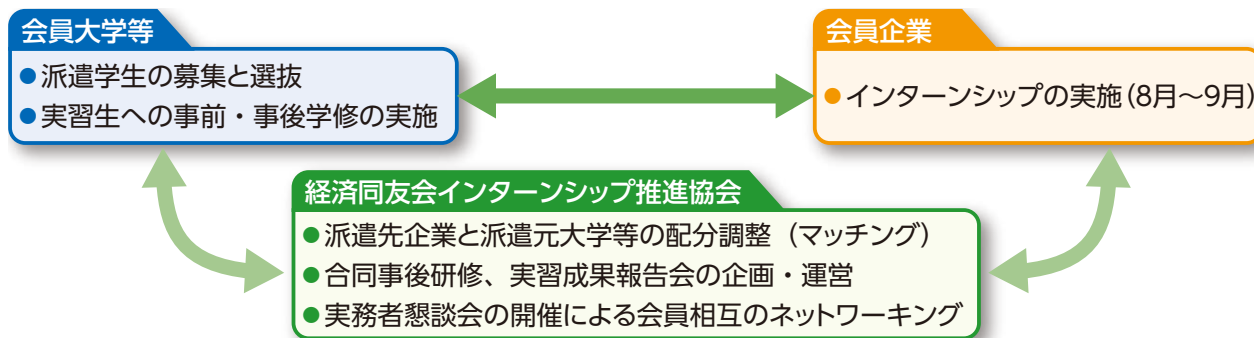 会員大学等
●派遣学生の募集と選抜
●実習生への事前・事後学修の実施
会員企業
●インターンシップの実施(8月～9月)
経済同友会インターンシップ推進協会
●派遣先企業と派遣元大学等の配分調整（マッチング）
●合同事後研修、実習成果報告会の企画・運営
●実務者懇談会の開催による会員相互のネットワーキング